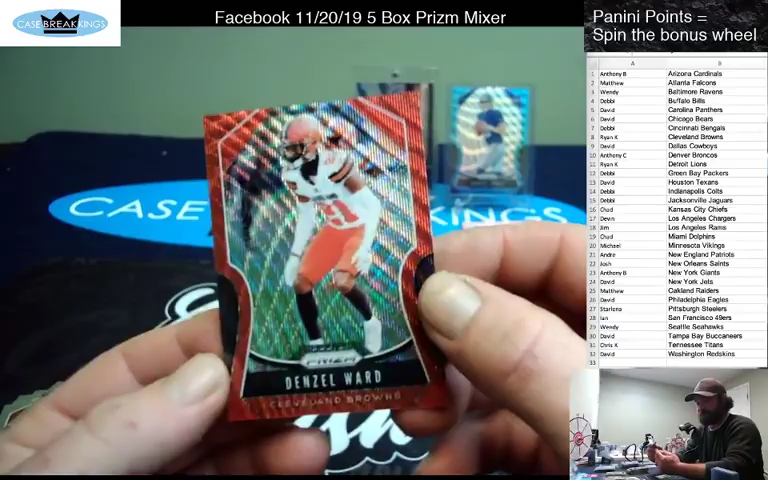 CASE BREAK KINGS
Facebook 11/20/19 5 Box Prizm Mixer
Panini Points =
Spin the bonus wheel
A B
1 Anthony B Arizona Cardinals
2 Matthew Atlanta Falcons
3 Wendy Baltimore Ravens
4 Debbi Buffalo Bills
5 David Carolina Panthers
6 David Chicago Bears
7 Debbi Cincinnati Bengals
8 Ryan K Cleveland Browns
9 David Dallas Cowboys
10 Anthony C Denver Broncos
11 Ryan K Detroit Lions
12 Debbi Green Bay Packers
13 David Houston Texans
14 Debbi Indianapolis Colts
15 Debbi Jacksonville Jaguars
16 Chad Kansas City Chiefs
17 Devin Los Angeles Chargers
18 Jim Los Angeles Rams
19 Chad Miami Dolphins
20 Michael Minnesota Vikings
21 Andre New England Patriots
22 Josh New Orleans Saints
23 Anthony B New York Giants
24 David New York Jets
25 Matthew Oakland Raiders
26 David Philadelphia Eagles
27 Starlena Pittsburgh Steelers
28 Ian San Francisco 49ers
29 Wendy Seattle Seahawks
30 David Tampa Bay Buccaneers
31 Chris K Tennessee Titans
32 David Washington Redskins
33
CASE
KINGS
PRIZM
DENZEL WARD
CLEVELAND BROWNS